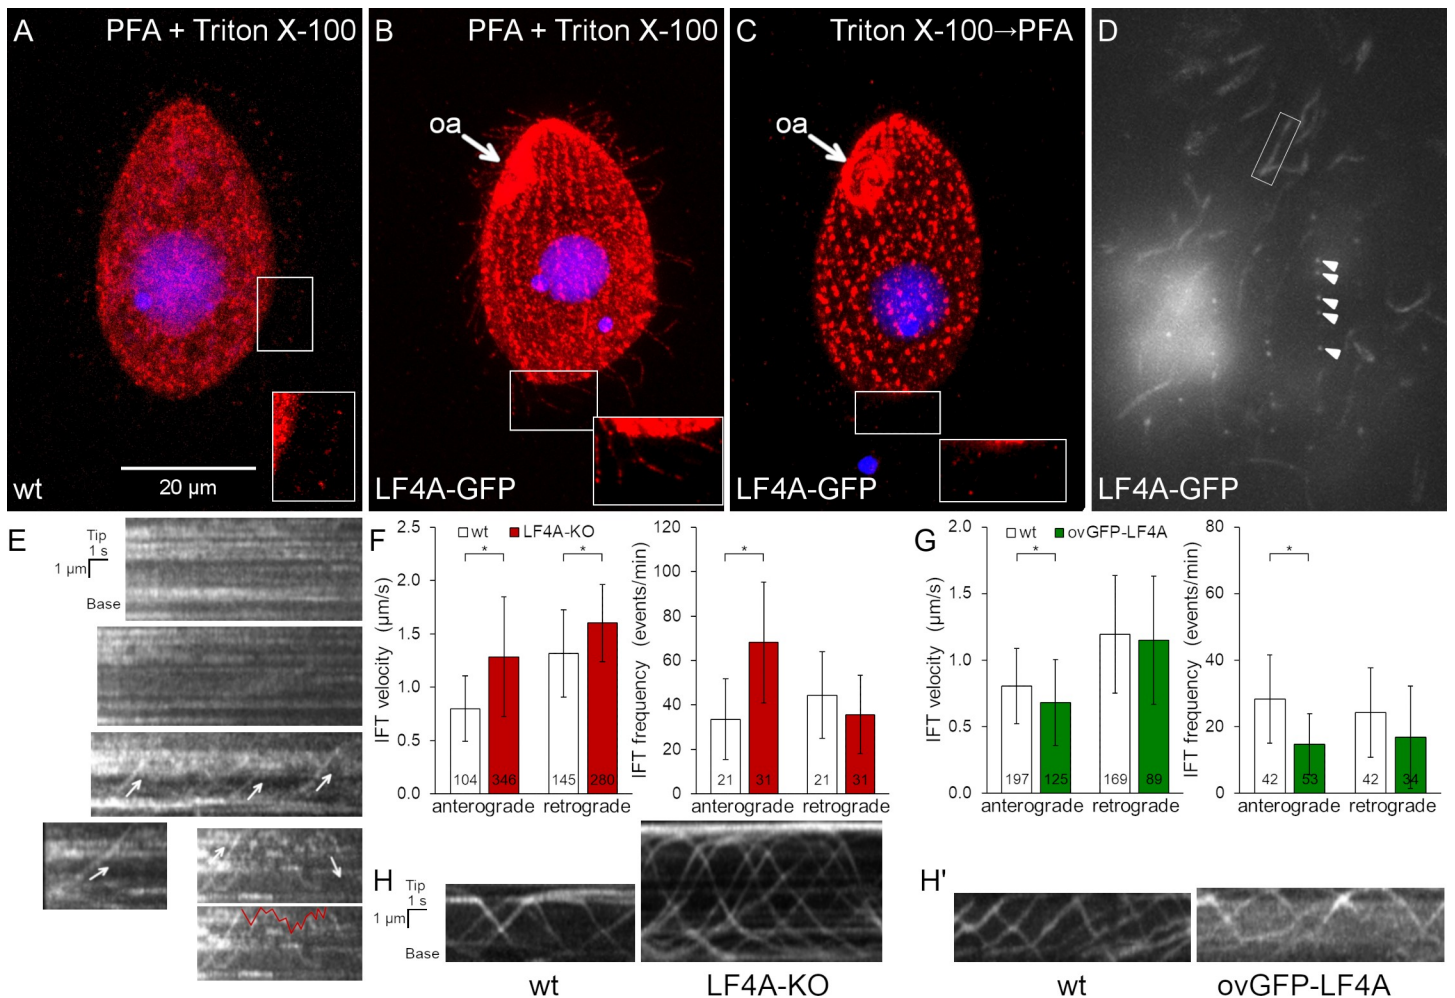 A
PFA + Triton X-100
wt
20 µm
B
PFA + Triton X-100
oa
LF4A-GFP
C
Triton X-100→PFA
oa
LF4A-GFP
D
LF4A-GFP
E
Tip
1 s
1 µm
Base
F
wt
LF4A-KO
IFT velocity (µm/s)
2.5
2.0
1.5
1.0
0.5
0.0
*
*
104
346
145
280
anterograde
retrograde
IFT frequency (events/min)
120
100
80
60
40
20
0
*
21
31
21
31
anterograde
retrograde
G
wt
ovGFP-LF4A
IFT velocity (µm/s)
2.0
1.5
1.0
0.5
0.0
*
197
125
169
89
anterograde
retrograde
IFT frequency (events/min)
80
60
40
20
0
*
42
53
42
34
anterograde
retrograde
H
Tip
1 s
1 µm
Base
wt
LF4A-KO
H'
wt
ovGFP-LF4A